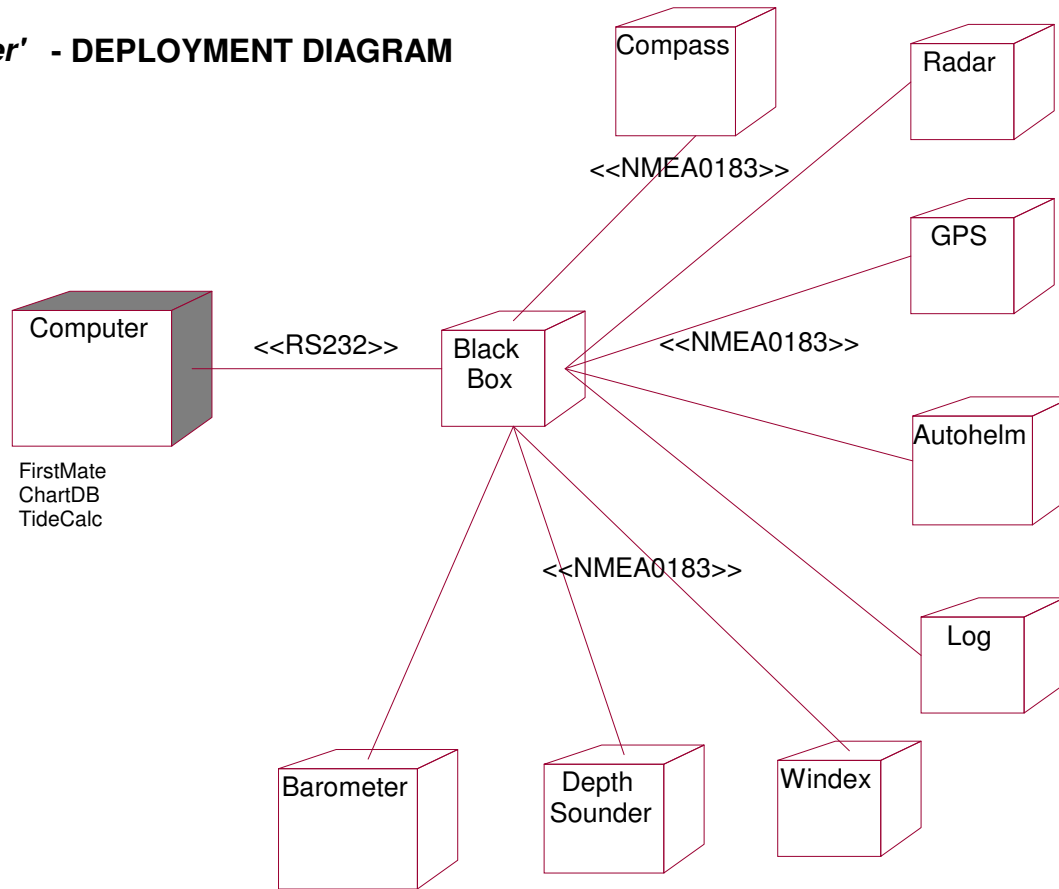 er' - DEPLOYMENT DIAGRAM
Compass
Radar
<<NMEA0183>>
GPS
Computer
<<RS232>>
Black
Box
<<NMEA0183>>
Autohelm
FirstMate
ChartDB
TideCalc
<<NMEA0183>>
Log
Barometer
Depth
Sounder
Windex